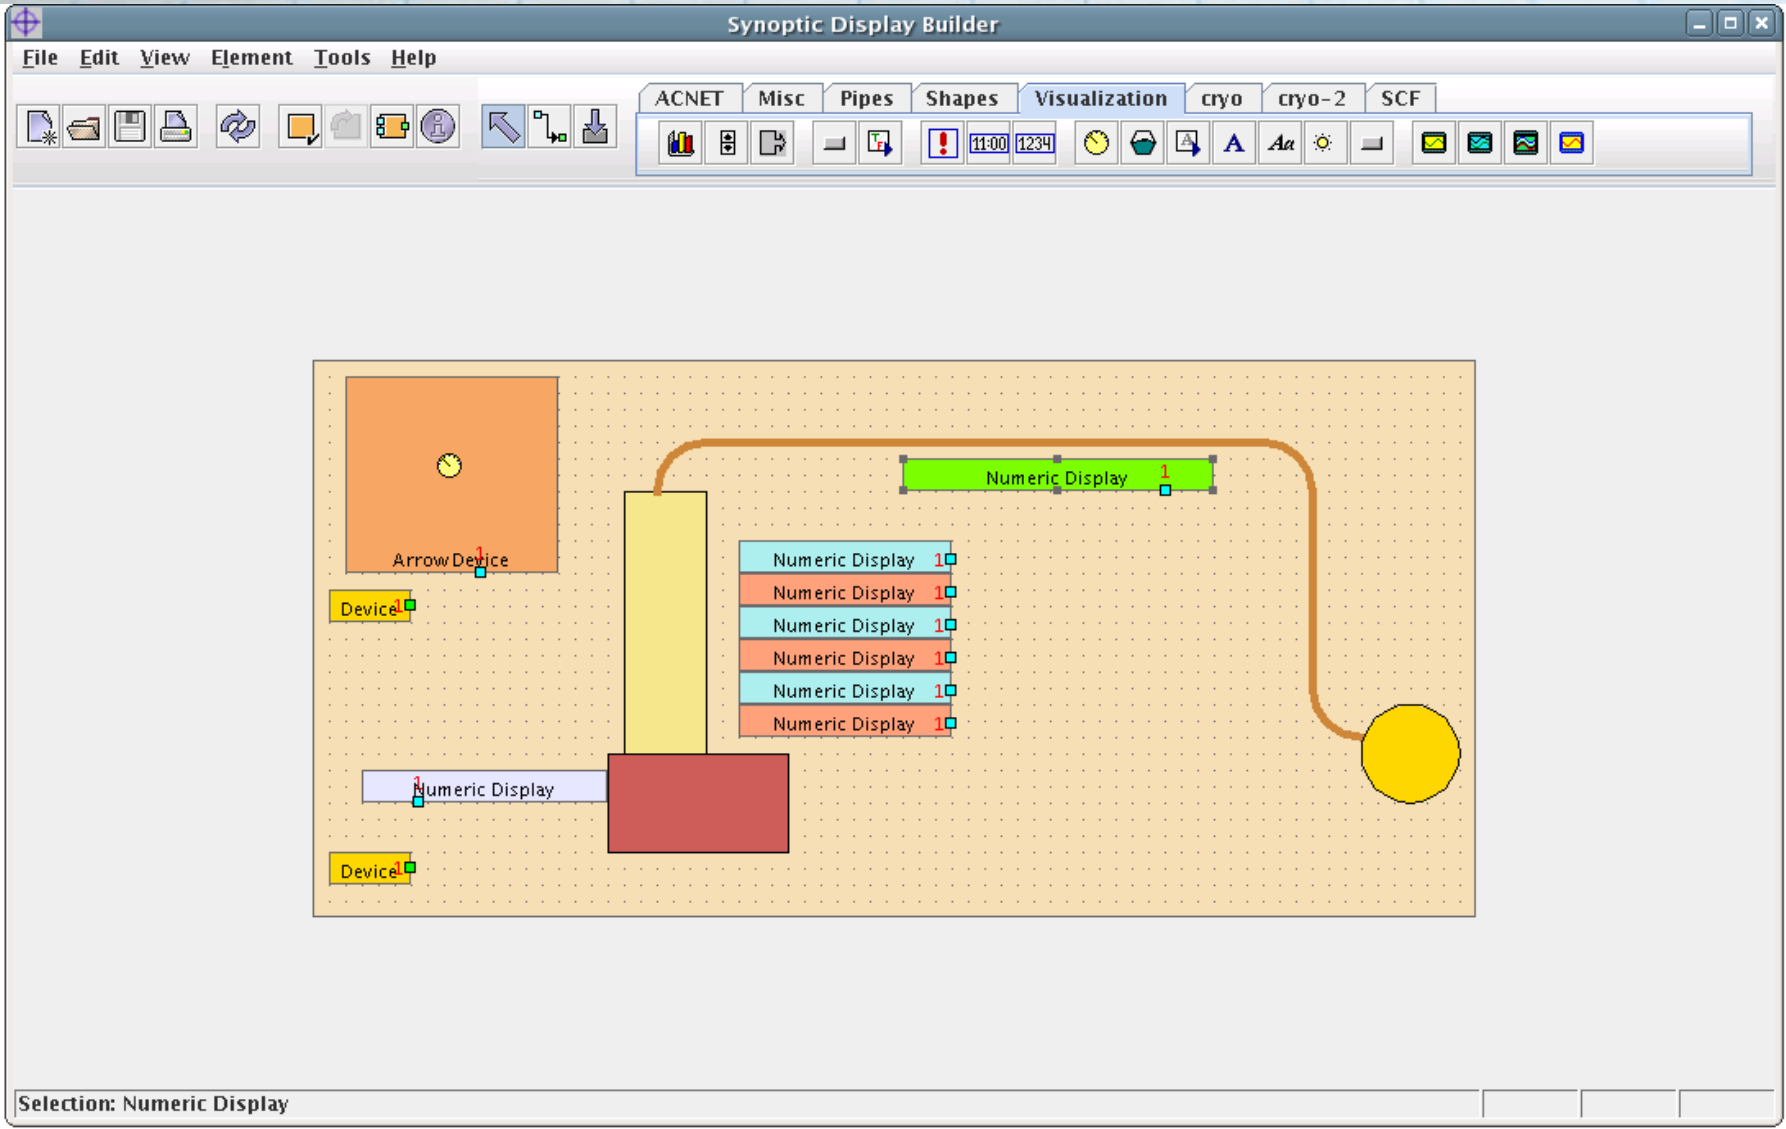 Synoptic Display Builder
File Edit View Element Tools Help
ACNET Misc Pipes Shapes Visualization cryo cryo-2 SCF
T F ! 11:00 1234 A A Aa
Numeric Display 1
Arrow Device 1
Numeric Display 1
Device 1
Numeric Display 1
Numeric Display 1
Numeric Display 1
Numeric Display 1
Numeric Display 1
Numeric Display 1
Device 1
Selection: Numeric Display